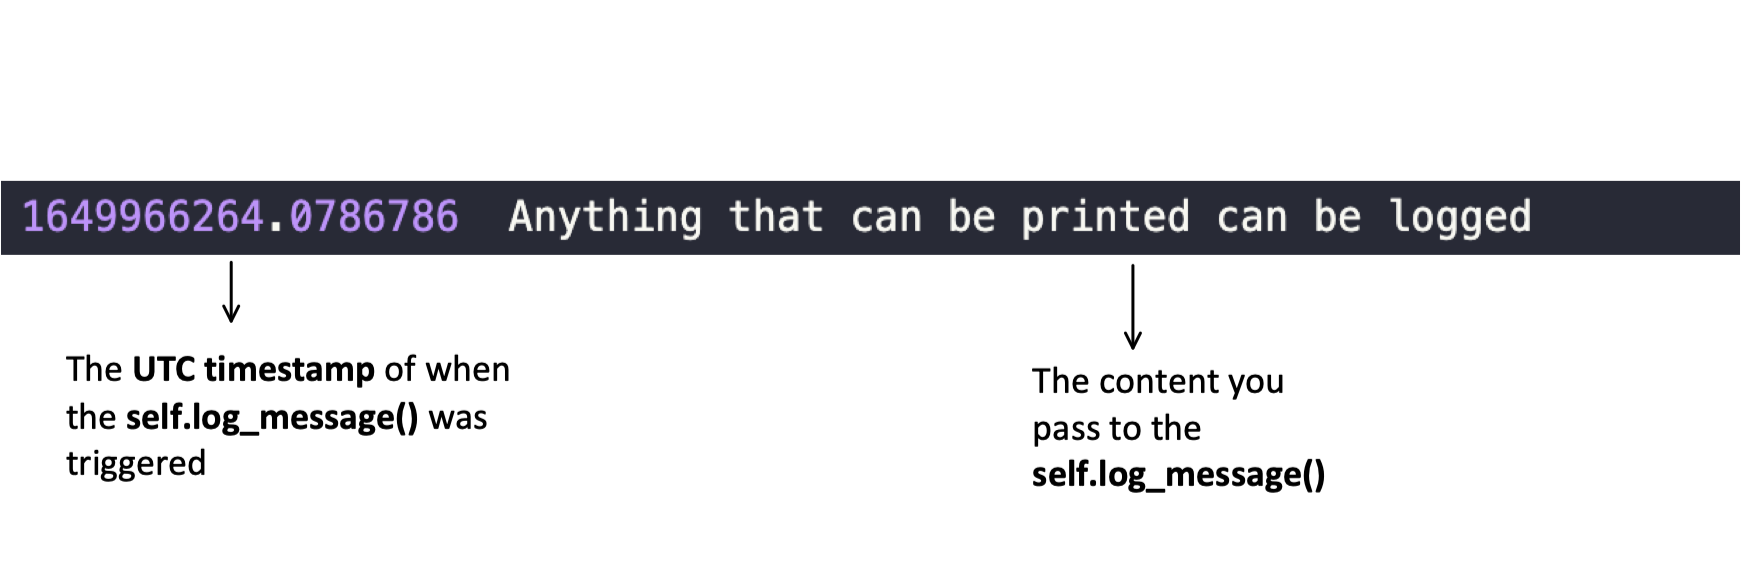 1649966264.0786786  Anything that can be printed can be logged
The UTC timestamp of when
the self.log_message() was
triggered
The content you
pass to the
self.log_message()